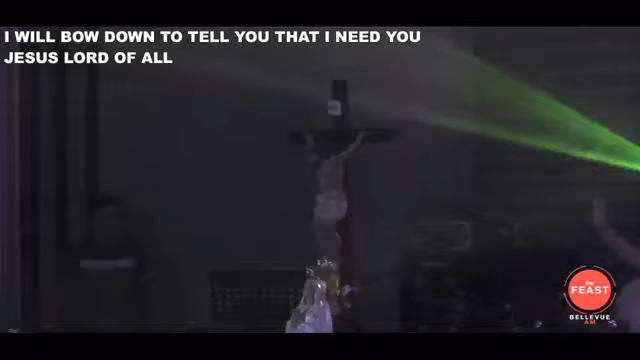 I WILL BOW DOWN TO TELL YOU THAT I NEED YOU
JESUS LORD OF ALL
the
FEAST
BELLEVUE
AM